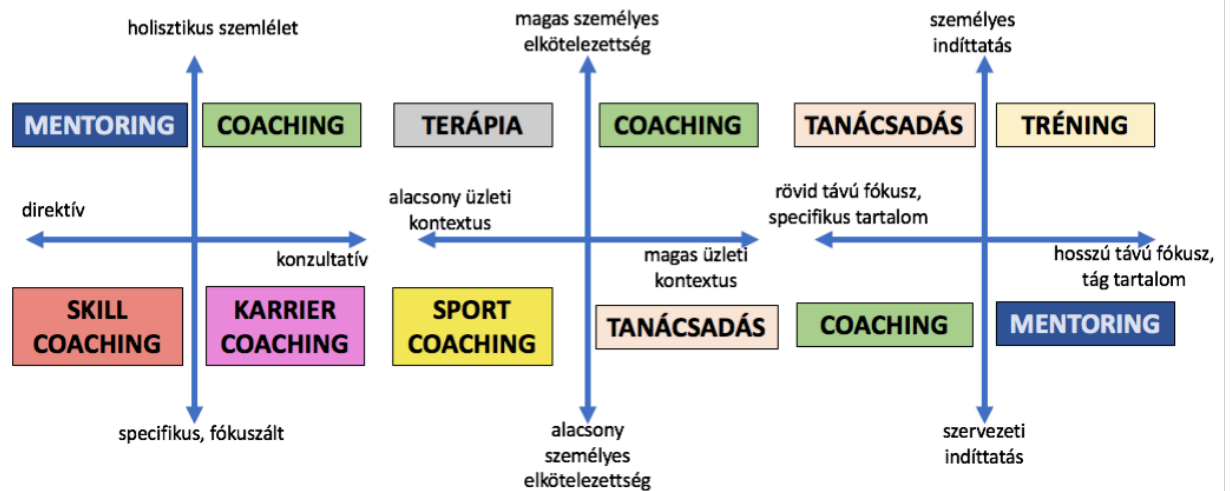 holisztikus szemlélet
MENTORING
COACHING
direktív
konzultatív
SKILL
COACHING
KARRIER
COACHING
specifikus, fókuszált
magas személyes
elkötelezettség
TERÁPIA
COACHING
alacsony üzleti
kontextus
magas üzleti
kontextus
SPORT
COACHING
TANÁCSADÁS
alacsony
személyes
elkötelezettség
személyes
indíttatás
TANÁCSADÁS
TRÉNING
rövid távú fókusz,
specifikus tartalom
hosszú távú fókusz,
tág tartalom
COACHING
MENTORING
szervezeti
indíttatás